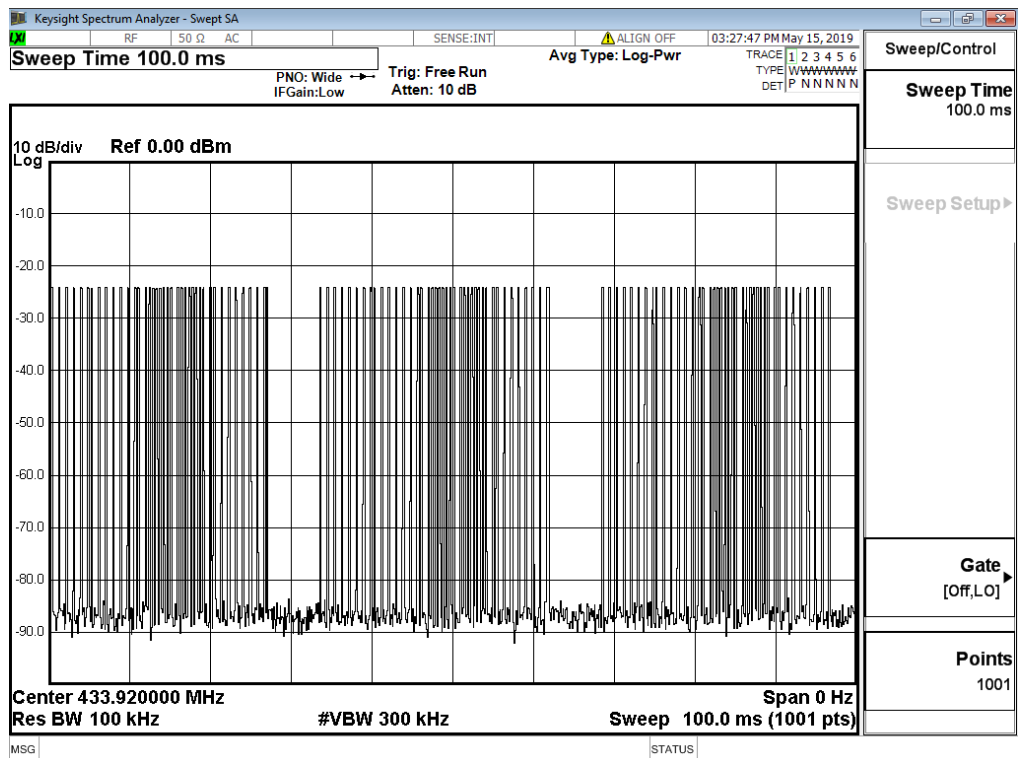 Keysight Spectrum Analyzer - Swept SA
LXI RF 50 Ω AC SENSE:INT ALIGN OFF 03:27:47 PM May 15, 2019
Sweep Time 100.0 ms
PNO: Wide
IFGain:Low
Trig: Free Run
Atten: 10 dB
Avg Type: Log-Pwr
TRACE 1 2 3 4 5 6
TYPE WWWWWW
DET P N N N N N
10 dB/div Ref 0.00 dBm
Log
-10.0
-20.0
-30.0
-40.0
-50.0
-60.0
-70.0
-80.0
-90.0
Center 433.920000 MHz Span 0 Hz
Res BW 100 kHz #VBW 300 kHz Sweep 100.0 ms (1001 pts)
MSG STATUS
Sweep/Control
Sweep Time
100.0 ms
Sweep Setup
Gate
[Off,LO]
Points
1001